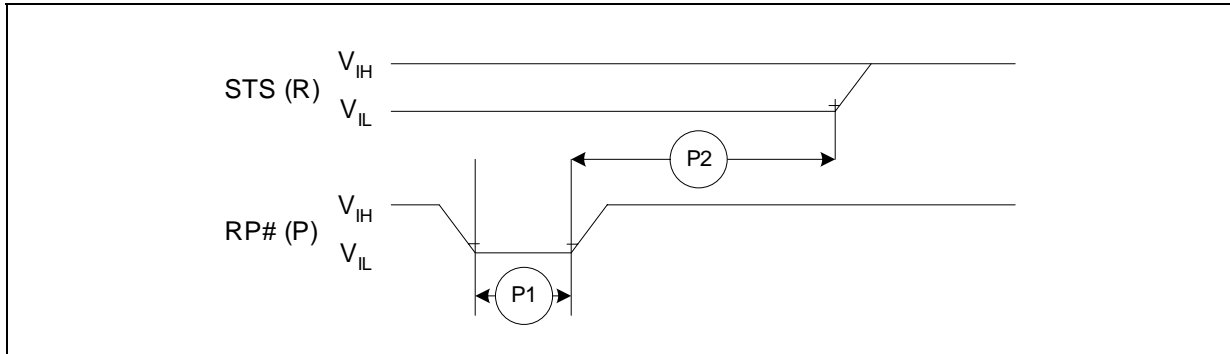 V_IH
STS (R)
V_IL
P2
V_IH
RP# (P)
V_IL
P1